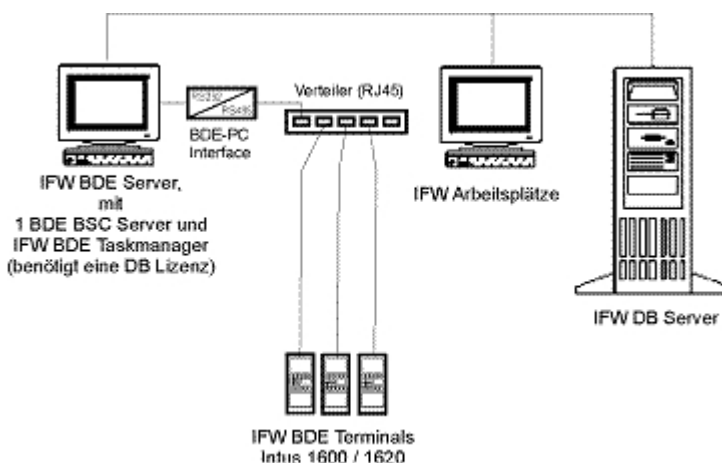 RS232
RS485
BDE-PC
Interface
Verteiler (RJ45)
IFW BDE Server,
mit
1 BDE BSC Server und
IFW BDE Taskmanager
(benötigt eine DB Lizenz)
IFW Arbeitsplätze
IFW DB Server
IFW BDE Terminals
Intus 1600 / 1620